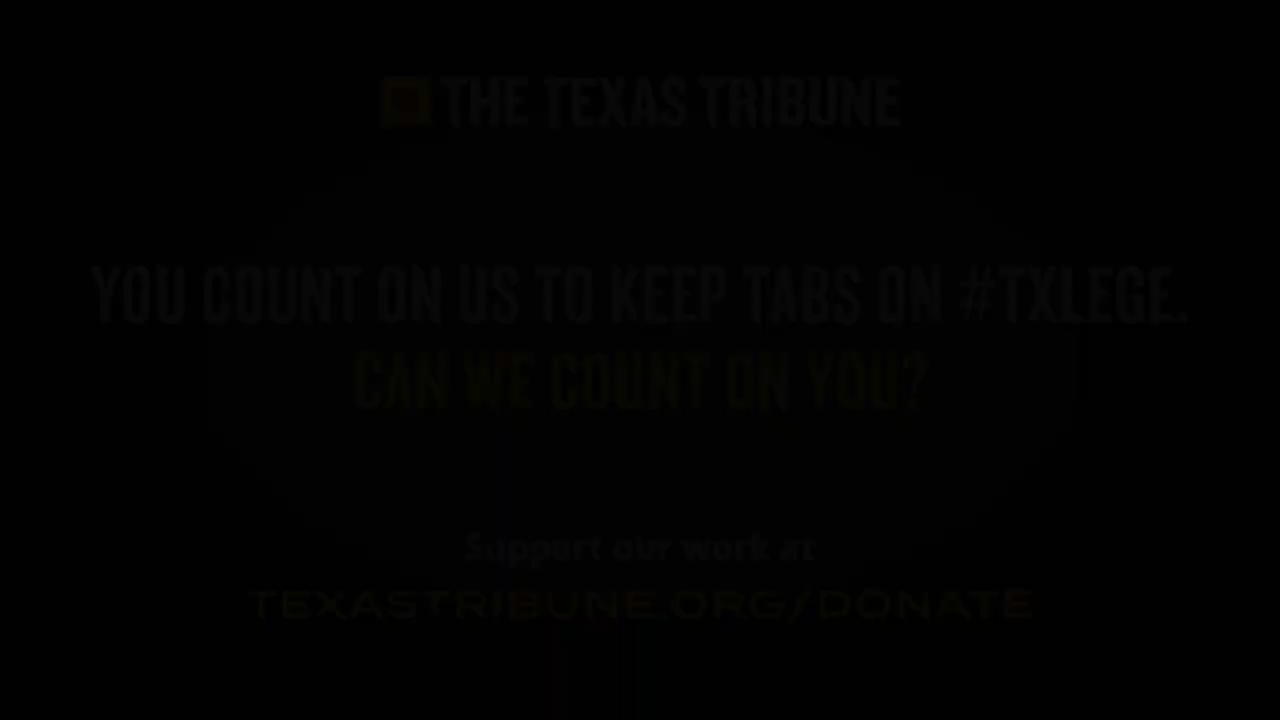 THE TEXAS TRIBUNE
YOU COUNT ON US TO KEEP TABS ON #TXLEGE.
CAN WE COUNT ON YOU?
Support our work at
TEXASTRIBUNE.ORG/DONATE